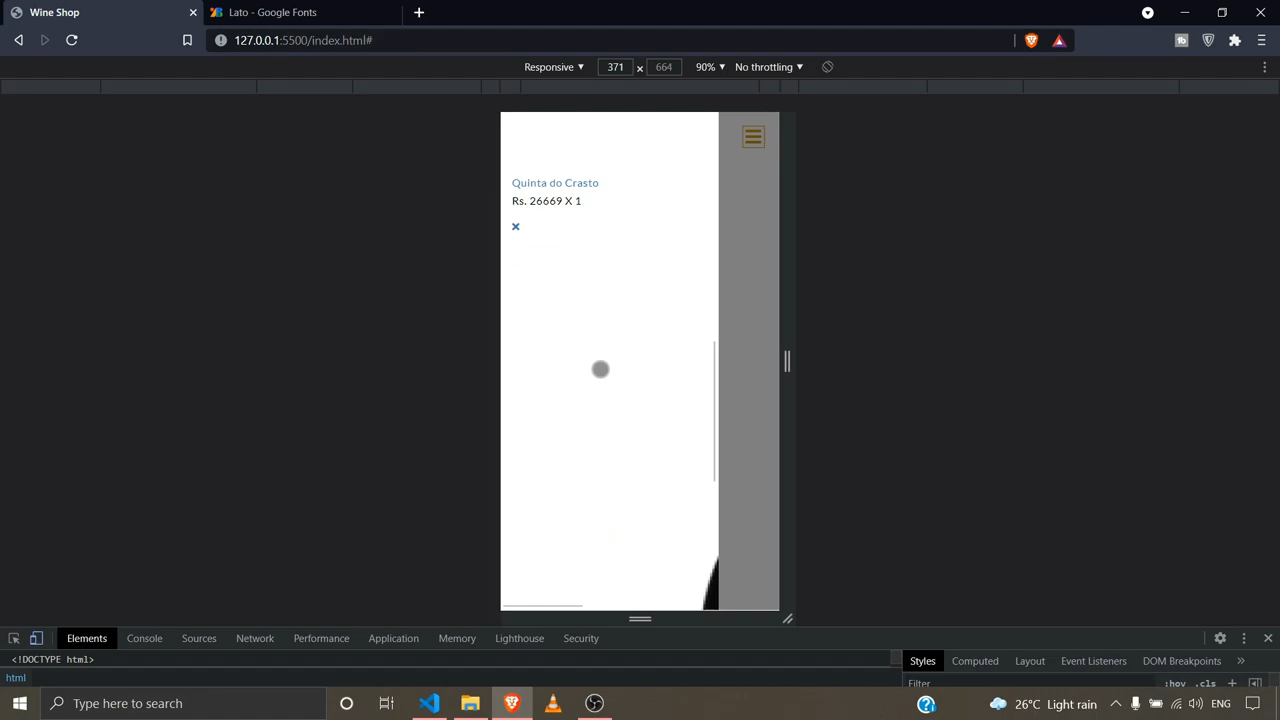 Wine Shop
Lato - Google Fonts
127.0.0.1:5500/index.html#
Responsive 371 × 664 90% No throttling
Quinta do Crasto
Rs. 26669 X 1
×
Elements Console Sources Network Performance Application Memory Lighthouse Security
<!DOCTYPE html>
html
Styles Computed Layout Event Listeners DOM Breakpoints »
Filter :hov .cls +
Type here to search
26°C Light rain ENG